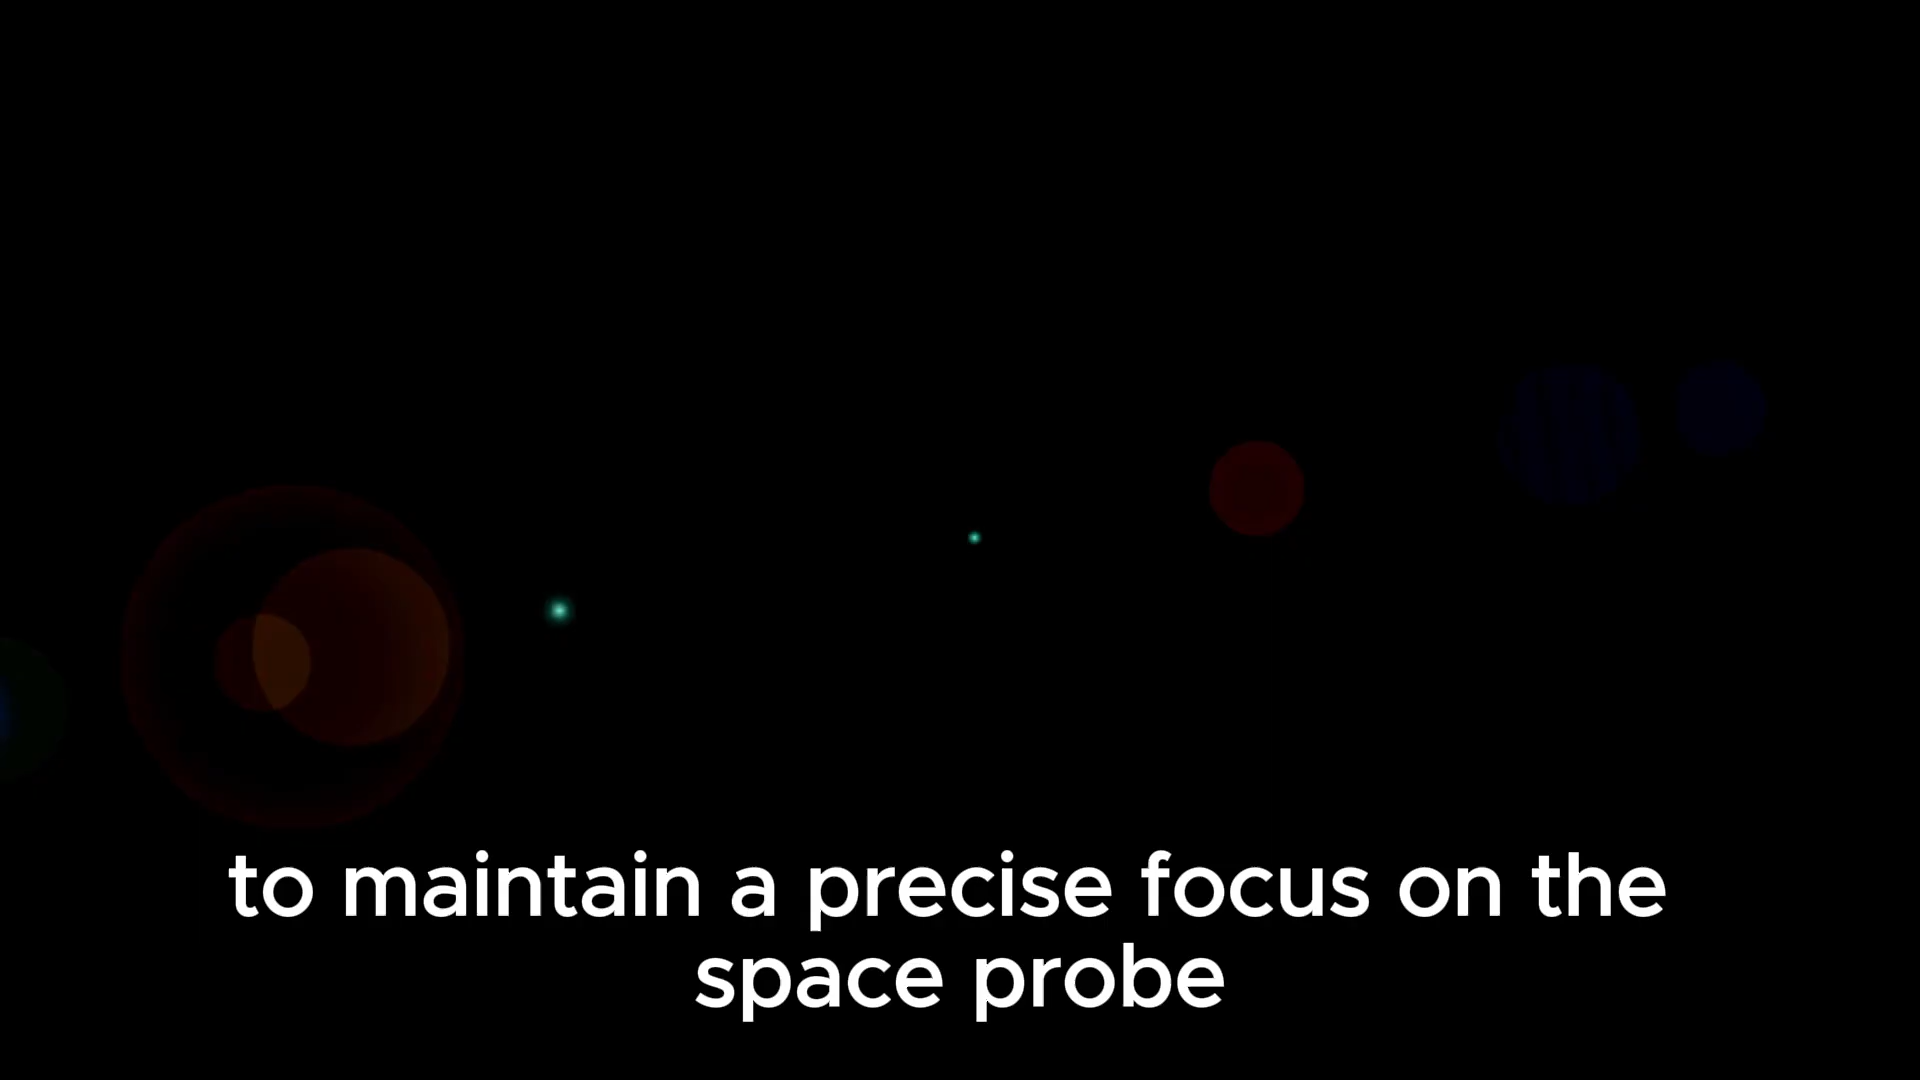 to maintain a precise focus on the
space probe